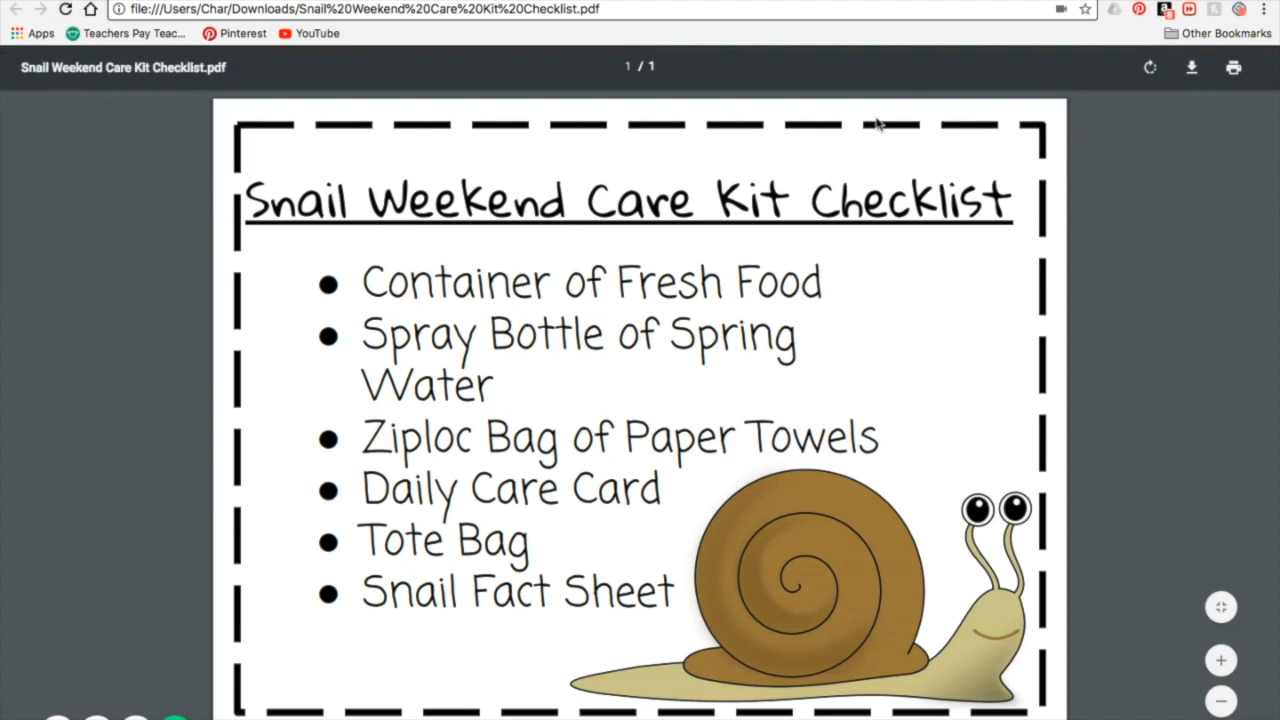 file:///Users/Char/Downloads/Snail%20Weekend%20Care%20Kit%20Checklist.pdf
Apps Teachers Pay Teac... Pinterest YouTube Other Bookmarks
Snail Weekend Care Kit Checklist.pdf 1 / 1
Snail Weekend Care Kit Checklist
● Container of Fresh Food
● Spray Bottle of Spring
Water
● Ziploc Bag of Paper Towels
● Daily Care Card
● Tote Bag
● Snail Fact Sheet